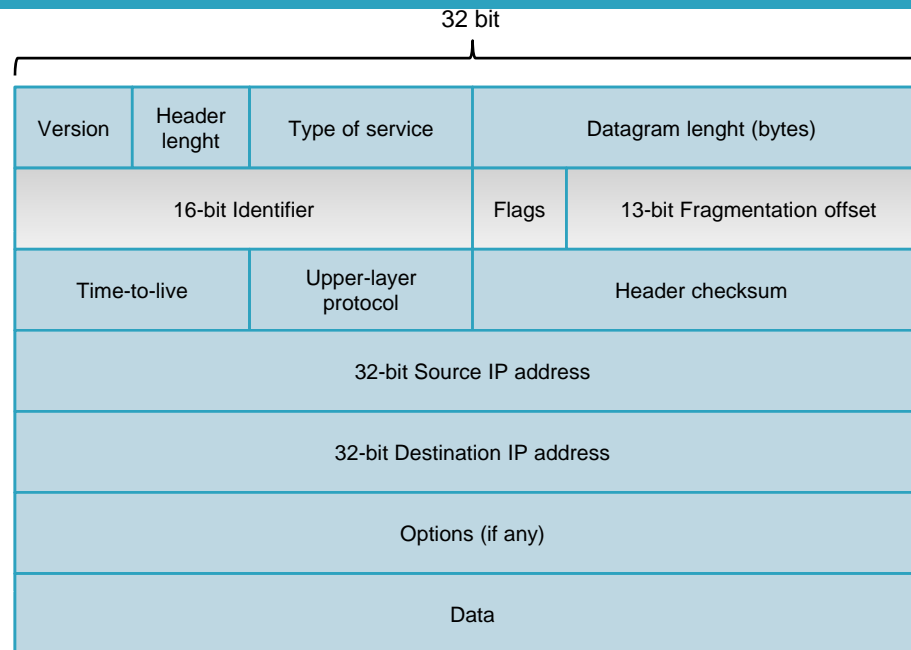 32 bit
Version
Header
lenght
Type of service
Datagram lenght (bytes)
16-bit Identifier
Flags
13-bit Fragmentation offset
Time-to-live
Upper-layer
protocol
Header checksum
32-bit Source IP address
32-bit Destination IP address
Options (if any)
Data